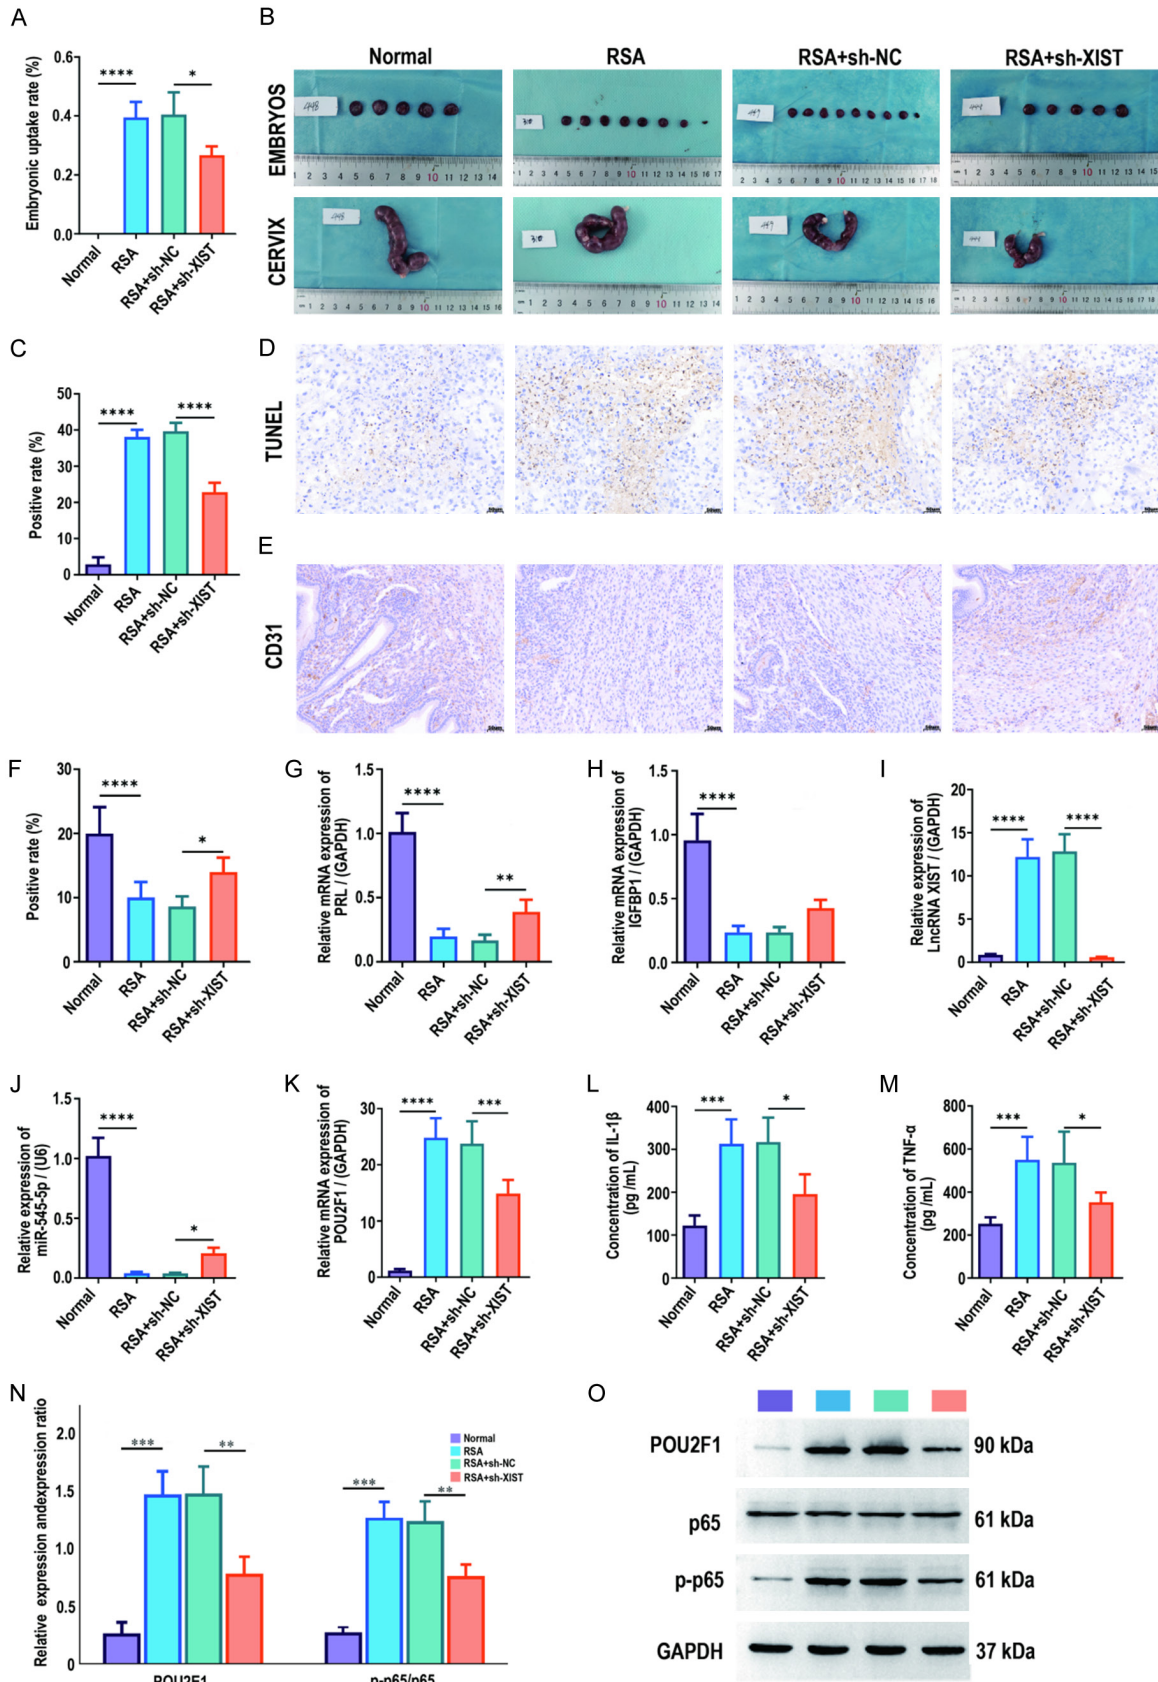 A
Embryonic uptake rate (%)
0.6
0.4
0.2
0.0
****
*
Normal
RSA
RSA+sh-NC
RSA+sh-XIST
B
Normal
RSA
RSA+sh-NC
RSA+sh-XIST
EMBRYOS
CERVIX
C
Positive rate (%)
50
40
30
20
10
0
****
****
Normal
RSA
RSA+sh-NC
RSA+sh-XIST
D
TUNEL
E
CD31
F
Positive rate (%)
30
20
10
0
****
*
Normal
RSA
RSA+sh-NC
RSA+sh-XIST
G
Relative mRNA expression of
PRL / (GAPDH)
1.5
1.0
0.5
0.0
****
**
Normal
RSA
RSA+sh-NC
RSA+sh-XIST
H
Relative mRNA expression of
IGFBP1 / (GAPDH)
1.5
1.0
0.5
0.0
****
Normal
RSA
RSA+sh-NC
RSA+sh-XIST
I
Relative expression of
LncRNA XIST / (GAPDH)
20
15
10
5
0
****
****
Normal
RSA
RSA+sh-NC
RSA+sh-XIST
J
Relative expression of
miR-545-5p / (U6)
1.5
1.0
0.5
0.0
****
*
Normal
RSA
RSA+sh-NC
RSA+sh-XIST
K
Relative mRNA expression of
POU2F1 / (GAPDH)
30
20
10
0
****
***
Normal
RSA
RSA+sh-NC
RSA+sh-XIST
L
Concentration of IL-1β
(pg /mL)
400
300
200
100
0
***
*
Normal
RSA
RSA+sh-NC
RSA+sh-XIST
M
Concentration of TNF-α
(pg /mL)
800
600
400
200
0
***
*
Normal
RSA
RSA+sh-NC
RSA+sh-XIST
N
Relative expression andexpression ratio
2.0
1.5
1.0
0.5
0
***
**
***
**
Normal
RSA
RSA+sh-NC
RSA+sh-XIST
POU2F1
p-p65/p65
O
POU2F1
90 kDa
p65
61 kDa
p-p65
61 kDa
GAPDH
37 kDa